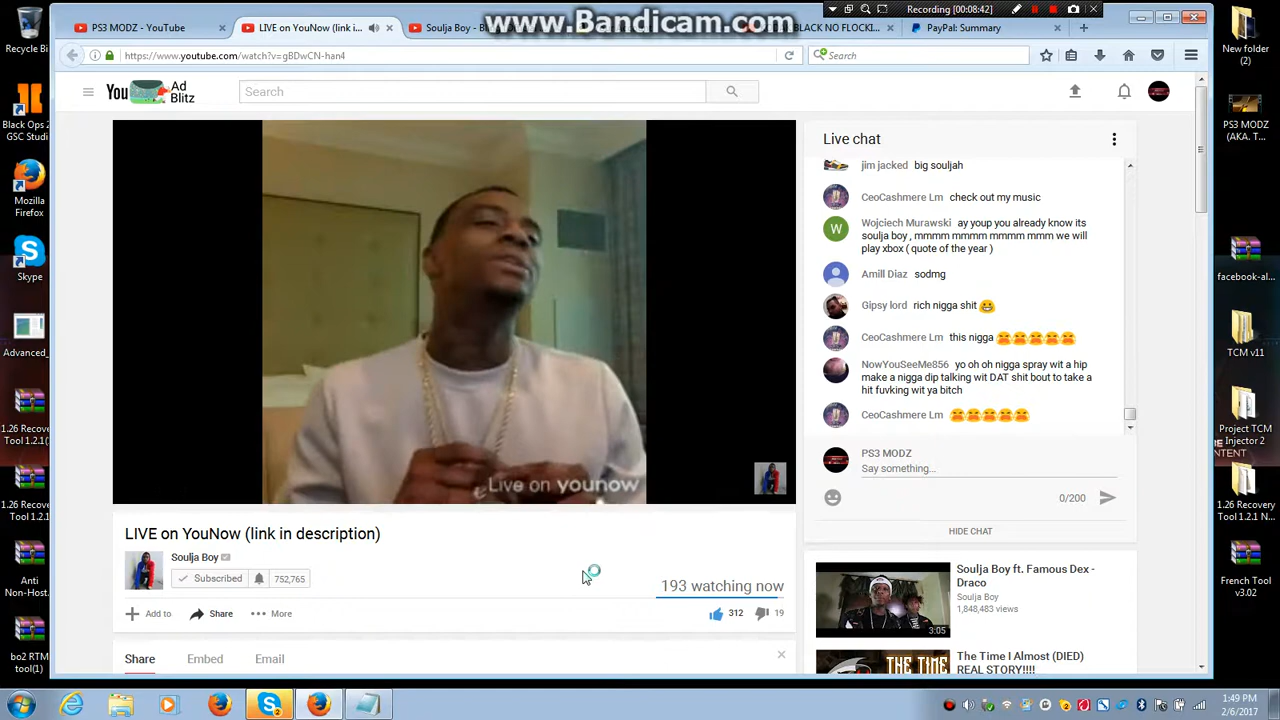 www.Bandicam.com
Recording [00:08:42]
PS3 MODZ - YouTube
LIVE on YouNow (link i...
Soulja Boy -
BLACK NO FLOCKI
PayPal: Summary
https://www.youtube.com/watch?v=gBDwCN-han4
Search
You
Ad
Blitz
Search
Live chat
jim jacked big souljah
CeoCashmere Lm check out my music
Wojciech Murawski ay youp you already know its
soulja boy , mmmm mmmm mmmm mmm we will
play xbox ( quote of the year )
Amill Diaz sodmg
Gipsy lord rich nigga shit
CeoCashmere Lm this nigga
NowYouSeeMe856 yo oh oh nigga spray wit a hip
make a nigga dip talking wit DAT shit bout to take a
hit fuvking wit ya bitch
CeoCashmere Lm
PS3 MODZ
Say something...
0/200
HIDE CHAT
Live on younow
LIVE on YouNow (link in description)
Soulja Boy
Subscribed
752,765
193 watching now
Add to
Share
More
312
19
Share
Embed
Email
Soulja Boy ft. Famous Dex -
Draco
Soulja Boy
1,848,483 views
3:05
THE TIME
The Time I Almost (DIED)
REAL STORY!!!!
Recycle Bin
Black Ops 2
GSC Studio
Mozilla
Firefox
Skype
Advanced_
1.26 Recovery
Tool 1.2.1(
1.26 Recovery
Tool 1.2.1...
Anti
Non-Host
bo2 RTM
tool(1)
New folder
(2)
PS3 MODZ
(AKA. T...
facebook-al...
TCM v11
Project TCM
Injector 2
1.26 Recovery
Tool 1.2.1 N...
French Tool
v3.02
1:49 PM
2/6/2017